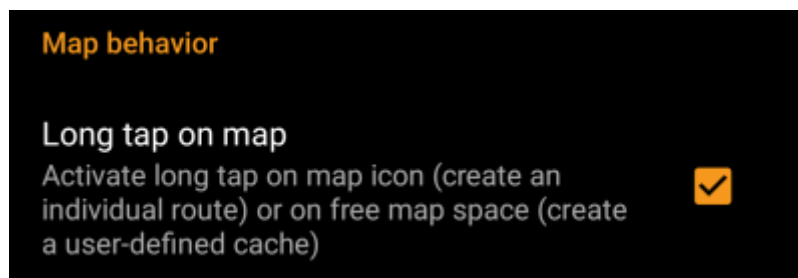 Map behavior
Long tap on map
Activate long tap on map icon (create an
individual route) or on free map space (create
a user-defined cache)